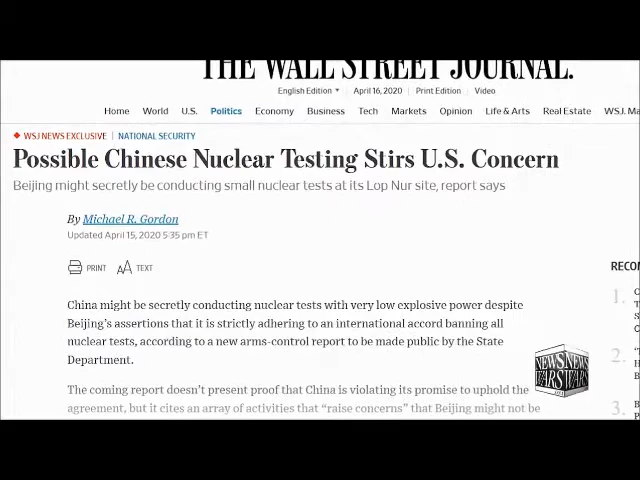 THE WALL STREET JOURNAL.
English Edition April 16, 2020 Print Edition Video
Home World U.S. Politics Economy Business Tech Markets Opinion Life & Arts Real Estate WSJ. Ma
WSJ NEWS EXCLUSIVE | NATIONAL SECURITY
Possible Chinese Nuclear Testing Stirs U.S. Concern
Beijing might secretly be conducting small nuclear tests at its Lop Nur site, report says
By Michael R. Gordon
Updated April 15, 2020 5:35 pm ET
PRINT AA TEXT
RECO
China might be secretly conducting nuclear tests with very low explosive power despite
Beijing's assertions that it is strictly adhering to an international accord banning all
nuclear tests, according to a new arms-control report to be made public by the State
Department.
The coming report doesn't present proof that China is violating its promise to uphold the
agreement, but it cites an array of activities that “raise concerns” that Beijing might not be
1.
2.
3.
NEWSWARS
NEWSWARS